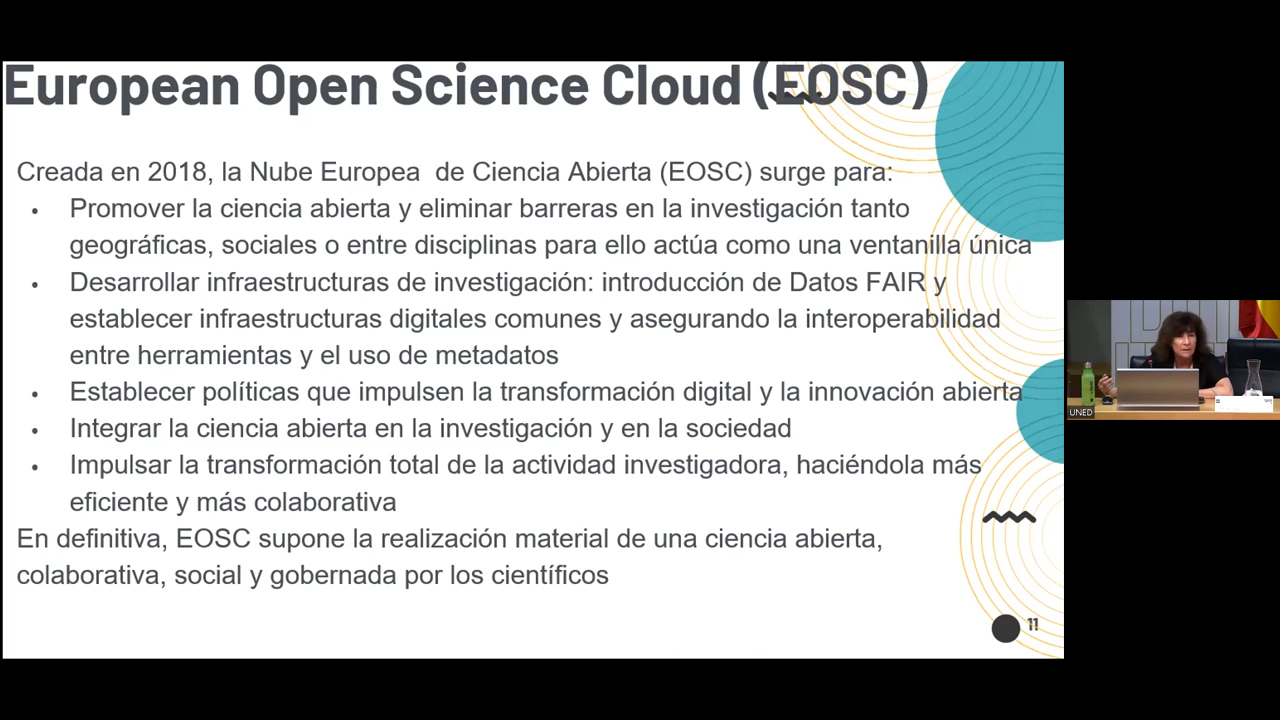 European Open Science Cloud (EOSC)
Creada en 2018, la Nube Europea  de Ciencia Abierta (EOSC) surge para:
• Promover la ciencia abierta y eliminar barreras en la investigación tanto
geográficas, sociales o entre disciplinas para ello actúa como una ventanilla única
• Desarrollar infraestructuras de investigación: introducción de Datos FAIR y
establecer infraestructuras digitales comunes y asegurando la interoperabilidad
entre herramientas y el uso de metadatos
• Establecer políticas que impulsen la transformación digital y la innovación abierta
• Integrar la ciencia abierta en la investigación y en la sociedad
• Impulsar la transformación total de la actividad investigadora, haciéndola más
eficiente y más colaborativa
En definitiva, EOSC supone la realización material de una ciencia abierta,
colaborativa, social y gobernada por los científicos
11
UNED